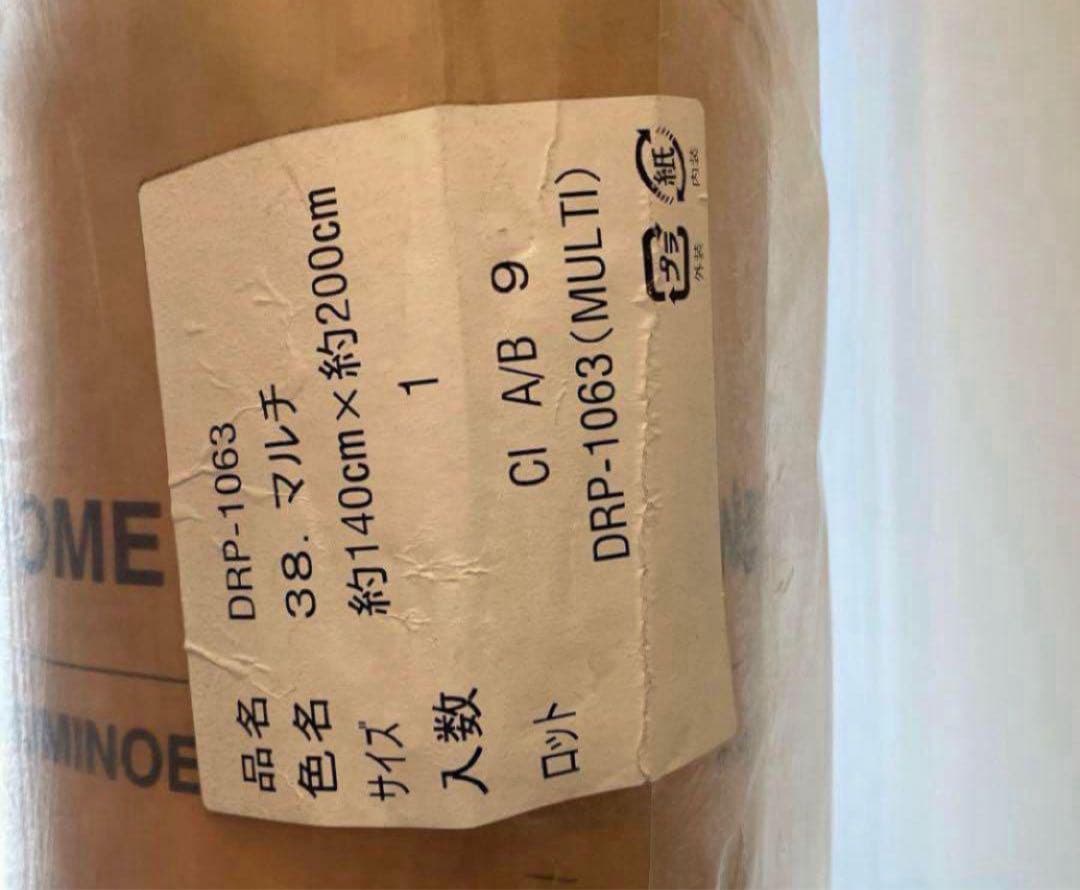 品名 DRP-1063
色名 38. マルチ
サイズ 約140cm×約200cm
入数 1
ロット CI A/B 9
DRP-1063(MULTI)
プラ 紙
外装 内装
OME
MINOE